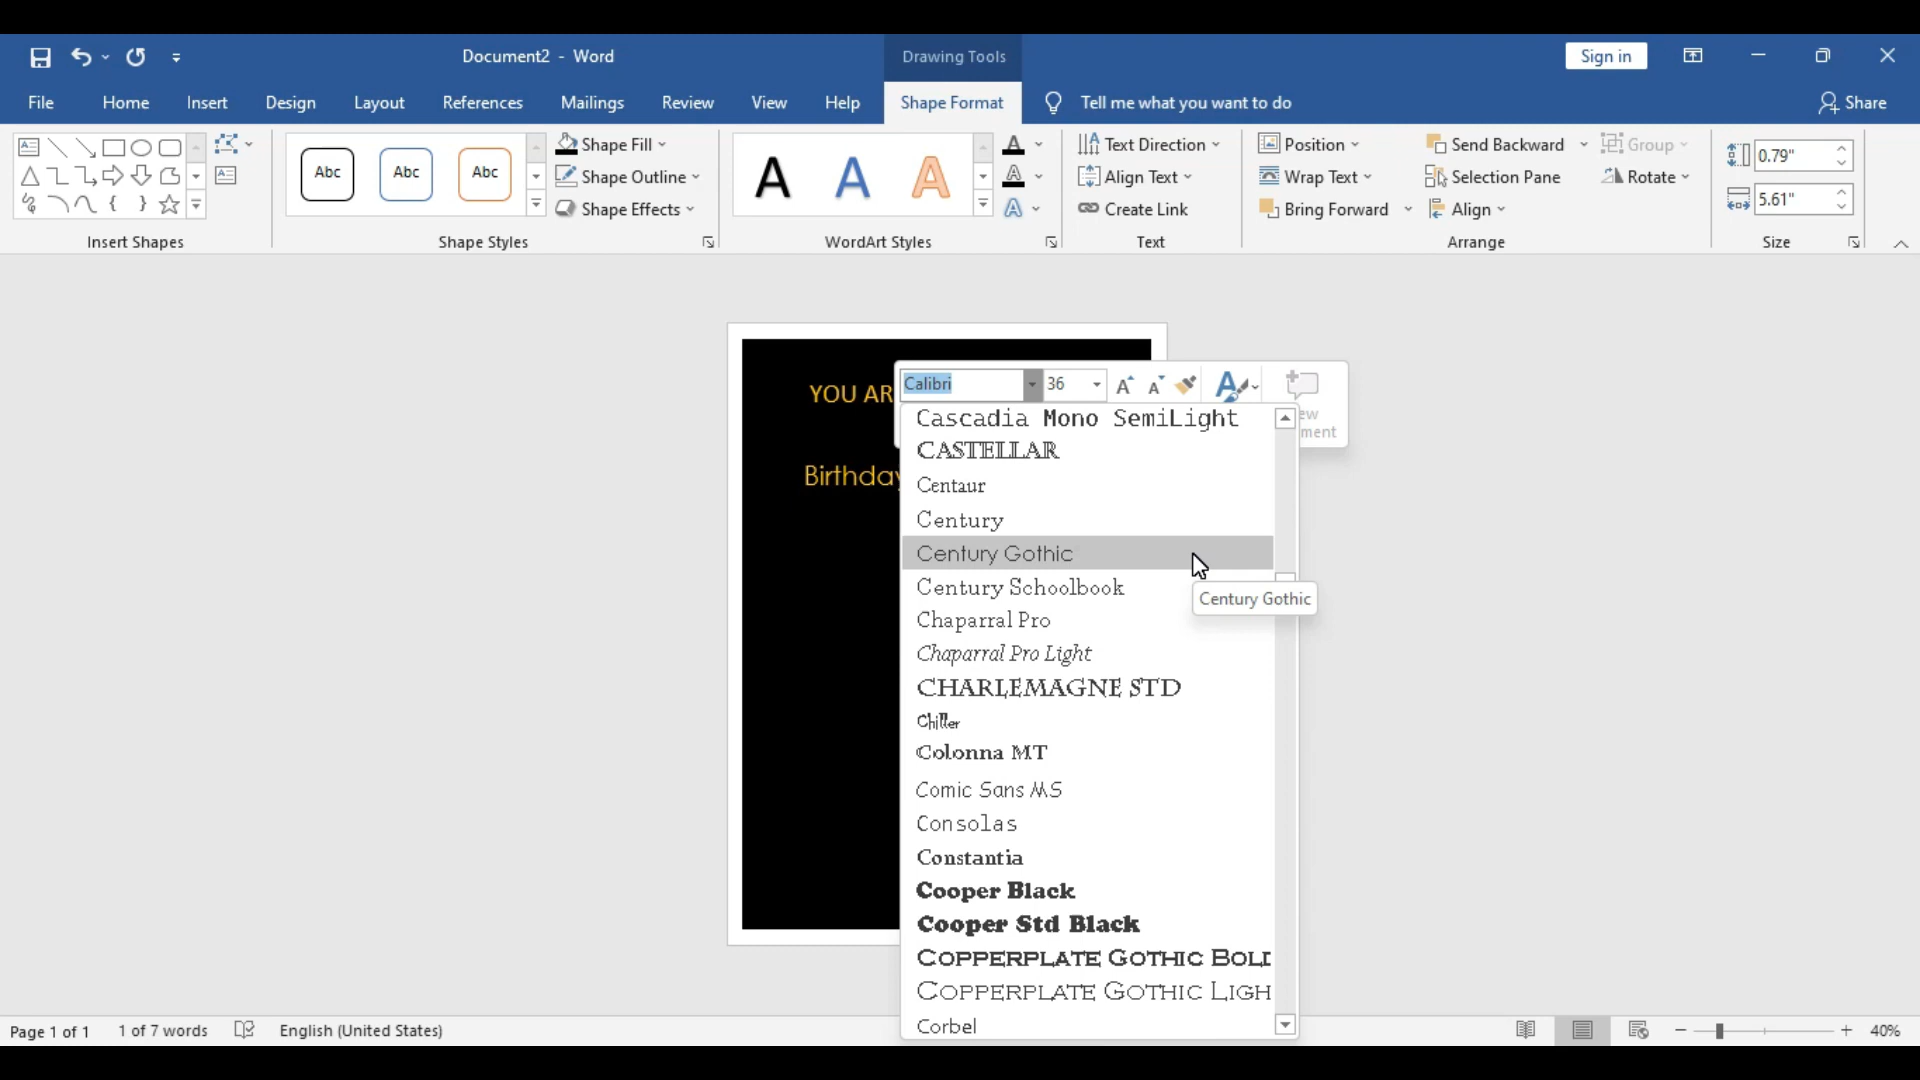 Document2 - Word
Drawing Tools
Sign in
File
Home
Insert
Design
Layout
References
Mailings
Review
View
Help
Shape Format
Tell me what you want to do
Share
Abc
Abc
Abc
Shape Fill
Shape Outline
Shape Effects
A
A
A
Text Direction
Align Text
Create Link
Position
Wrap Text
Bring Forward
Send Backward
Selection Pane
Align
Group
Rotate
0.79"
5.61"
Insert Shapes
Shape Styles
WordArt Styles
Text
Arrange
Size
YOU AR
Birthday
Calibri
36
Cascadia Mono SemiLight
CASTELLAR
Centaur
Century
Century Gothic
Century Schoolbook
Century Gothic
Chaparral Pro
Chaparral Pro Light
CHARLEMAGNE STD
Chiller
Colonna MT
Comic Sans MS
Consolas
Constantia
Cooper Black
Cooper Std Black
COPPERPLATE GOTHIC BOL
COPPERPLATE GOTHIC LIGH
Corbel
Page 1 of 1
1 of 7 words
English (United States)
40%